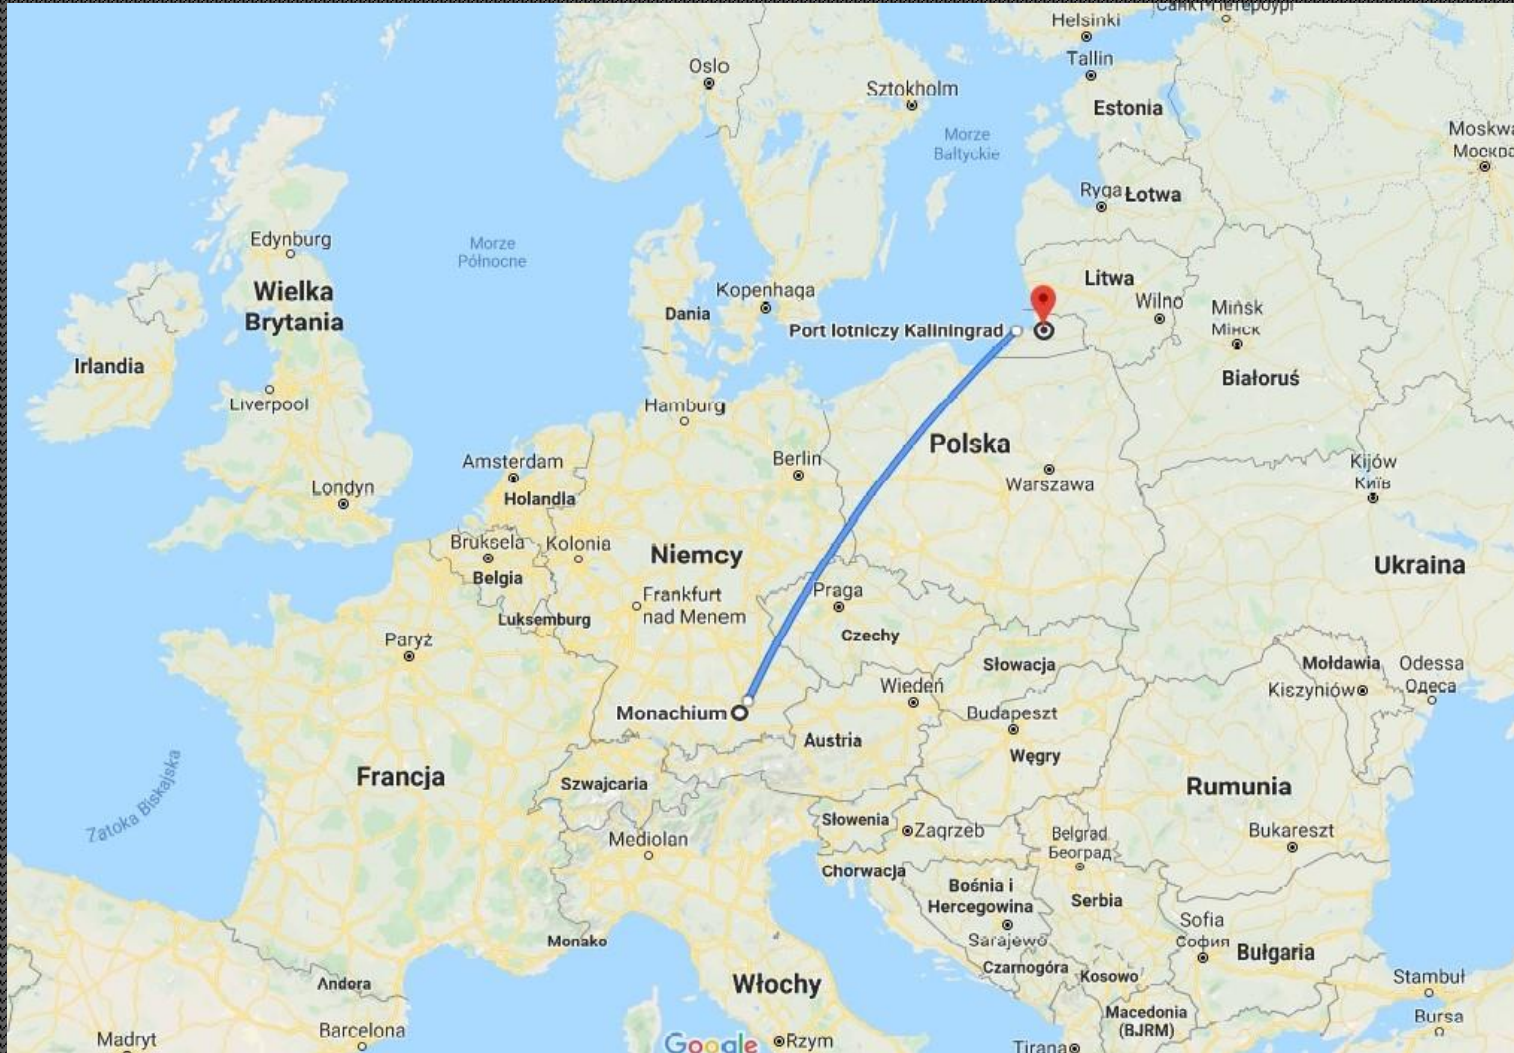 Санкт-Петербург
Helsinki
Tallin
Oslo
Sztokholm
Estonia
Morze
Bałtyckie
Moskwa
Москва
Ryga
Łotwa
Edynburg
Morze
Północne
Wielka
Brytania
Litwa
Kopenhaga
Wilno
Mińsk
Мінск
Dania
Port lotniczy Kaliningrad
Irlandia
Białoruś
Liverpool
Hamburg
Polska
Amsterdam
Berlin
Kijów
Київ
Holandia
Londyn
Warszawa
Bruksela
Kolonia
Niemcy
Belgia
Ukraina
Praga
Frankfurt
nad Menem
Luksemburg
Paryż
Czechy
Słowacja
Mołdawia
Odessa
Одеса
Wiedeń
Kiszyniów
Monachium
Budapeszt
Austria
Węgry
Francja
Szwajcaria
Rumunia
Zatoka Biskajska
Słowenia
Zagrzeb
Belgrad
Београд
Bukareszt
Mediolan
Chorwacja
Bośnia i
Hercegowina
Serbia
Sofia
София
Sarajewo
Bułgaria
Monako
Czarnogóra
Kosowo
Andora
Włochy
Stambuł
Macedonia
(BJRM)
Bursa
Barcelona
Madryt
Google
Rzym
Tirana